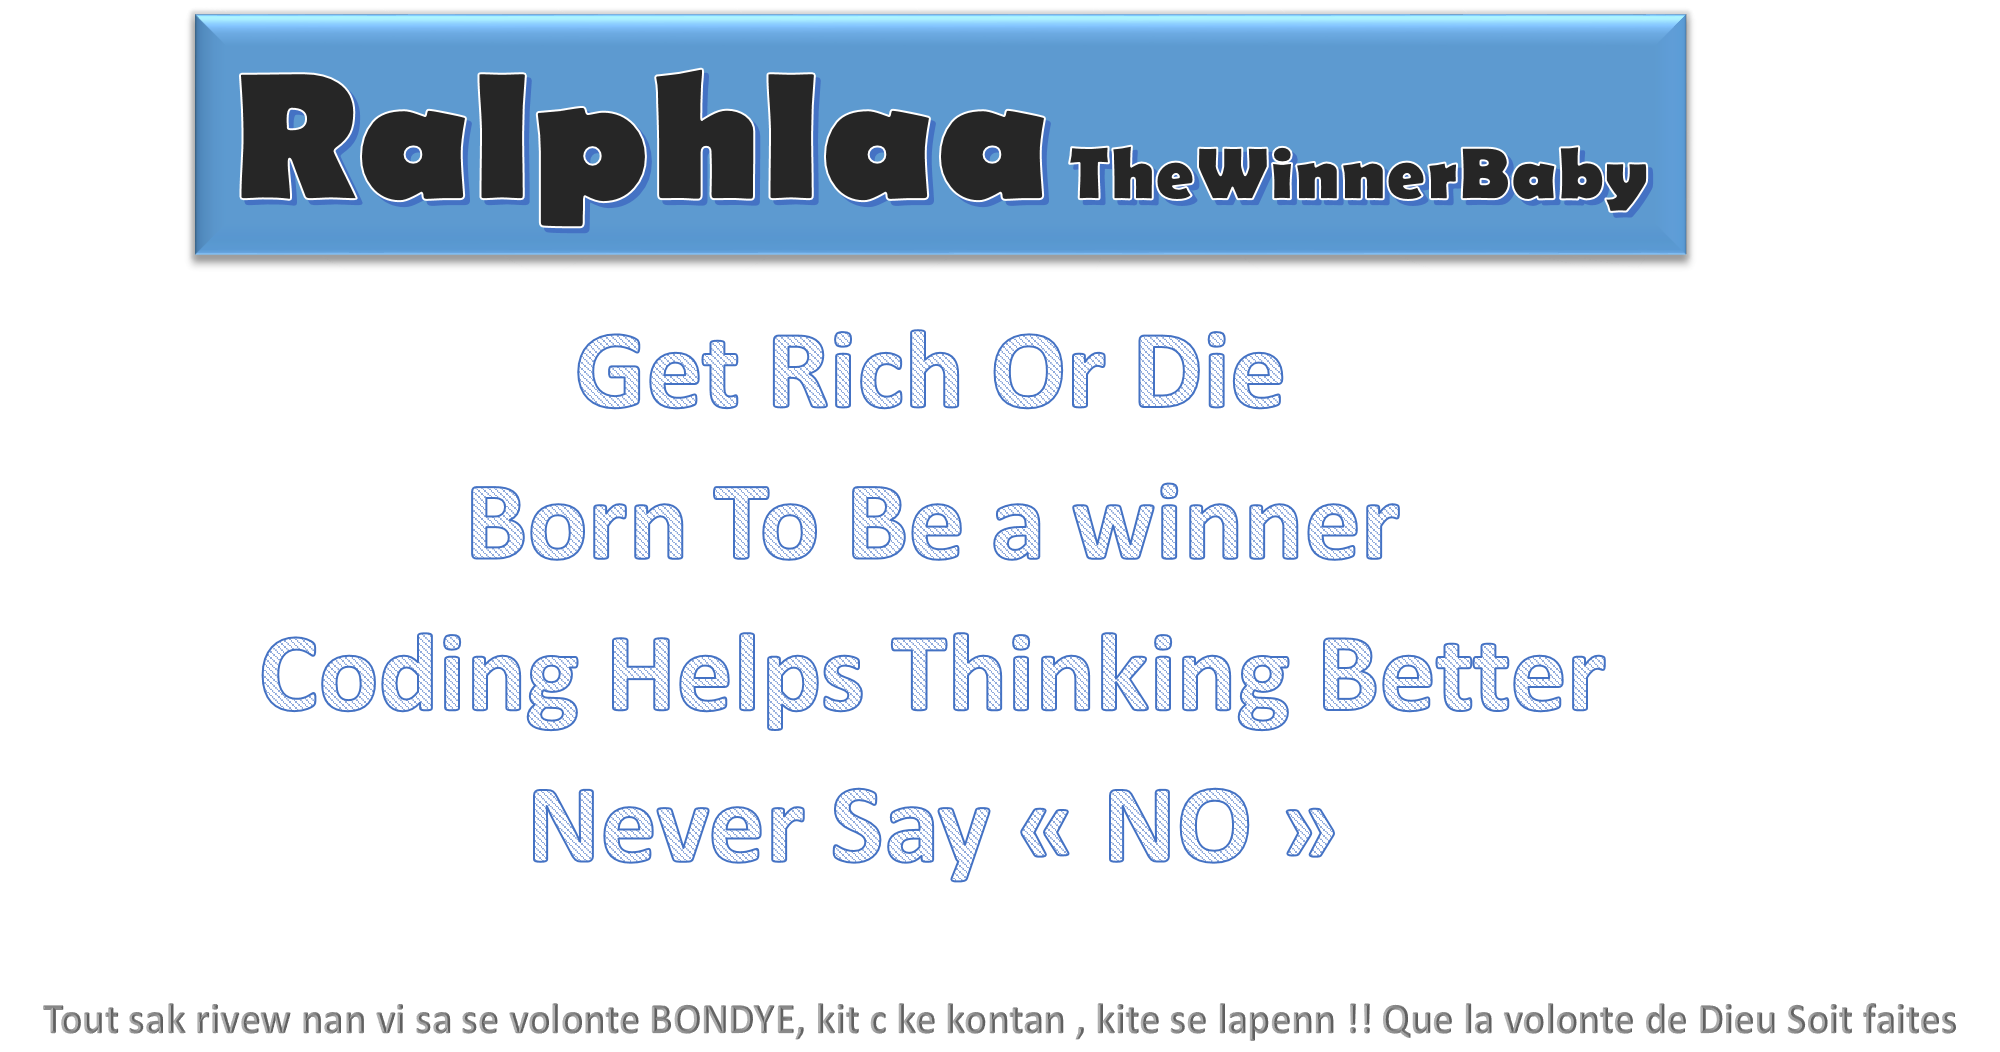 Ralphlaa TheWinnerBaby
Get Rich Or Die
Born To Be a winner
Coding Helps Thinking Better
Never Say « NO »
Tout sak rivew nan vi sa se volonte BONDYE, kit c ke kontan , kite se lapenn !! Que la volonte de Dieu Soit faites